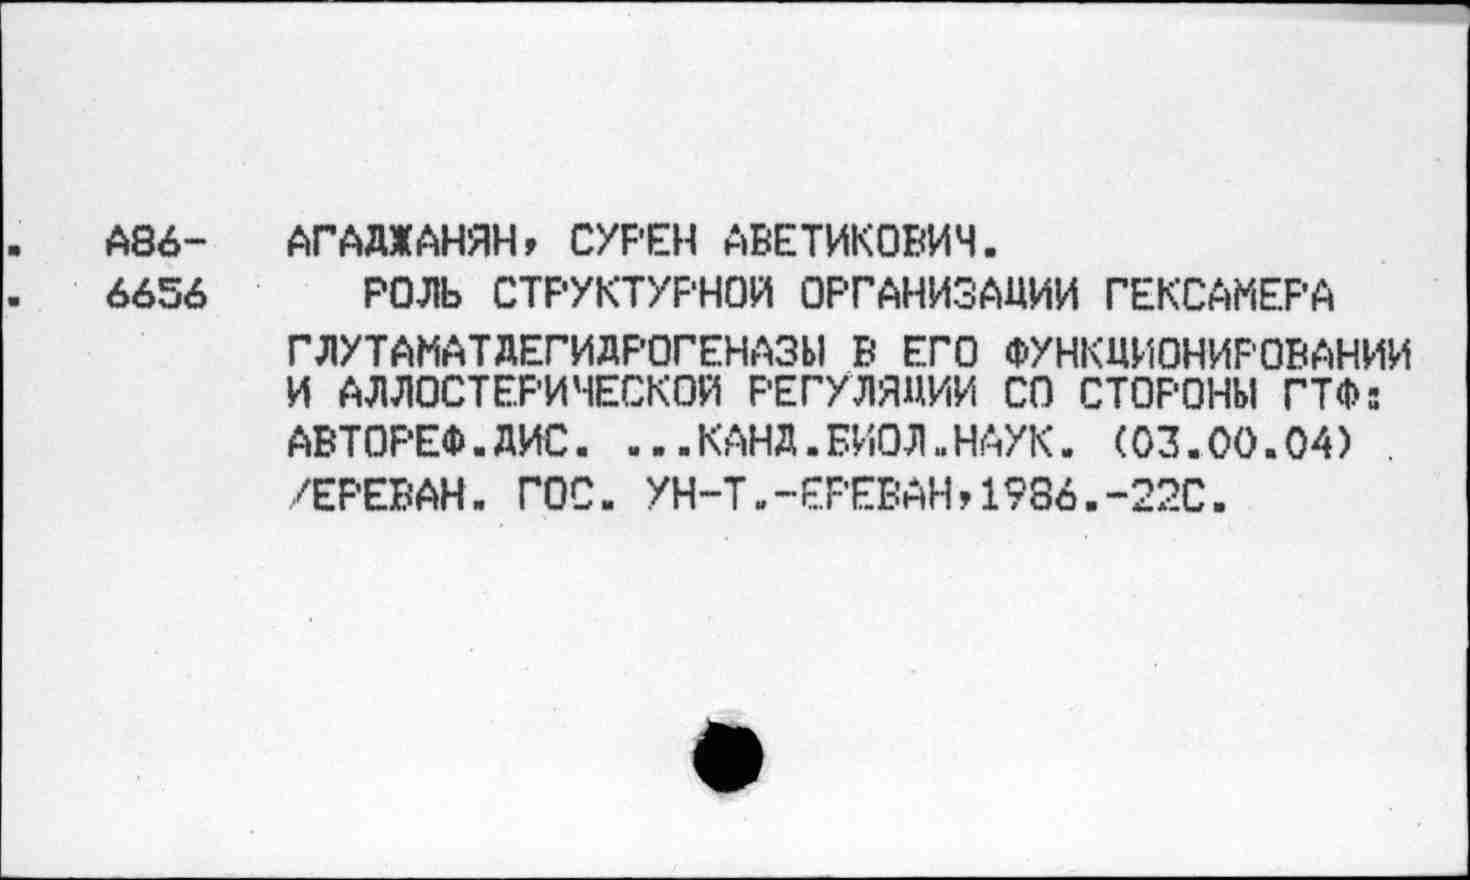 А86- АГАДЖАНЯН, СУРЕН АВЕТИКОВИЧ.
6656 РОЛЬ СТРУКТУРНОЙ ОРГАНИЗАЦИИ ГЕКСАМЕРА
ГЛУТАМАТДЕГИДРОГЕНАЗЫ В ЕГО ФУНКЦИОНИРОВАНИИ
И АЛЛОСТЕРИЧЕСКОЙ РЕГУЛЯЦИИ СО СТОРОНЫ ГТФ:
АВТОРЕФ.ДИС. ...КАНД.БИОЛ.НАУК. (03.00.04)
/ЕРЕВАН. ГОС. УН-Т.-ЕРЕВАН,1986.-22С.